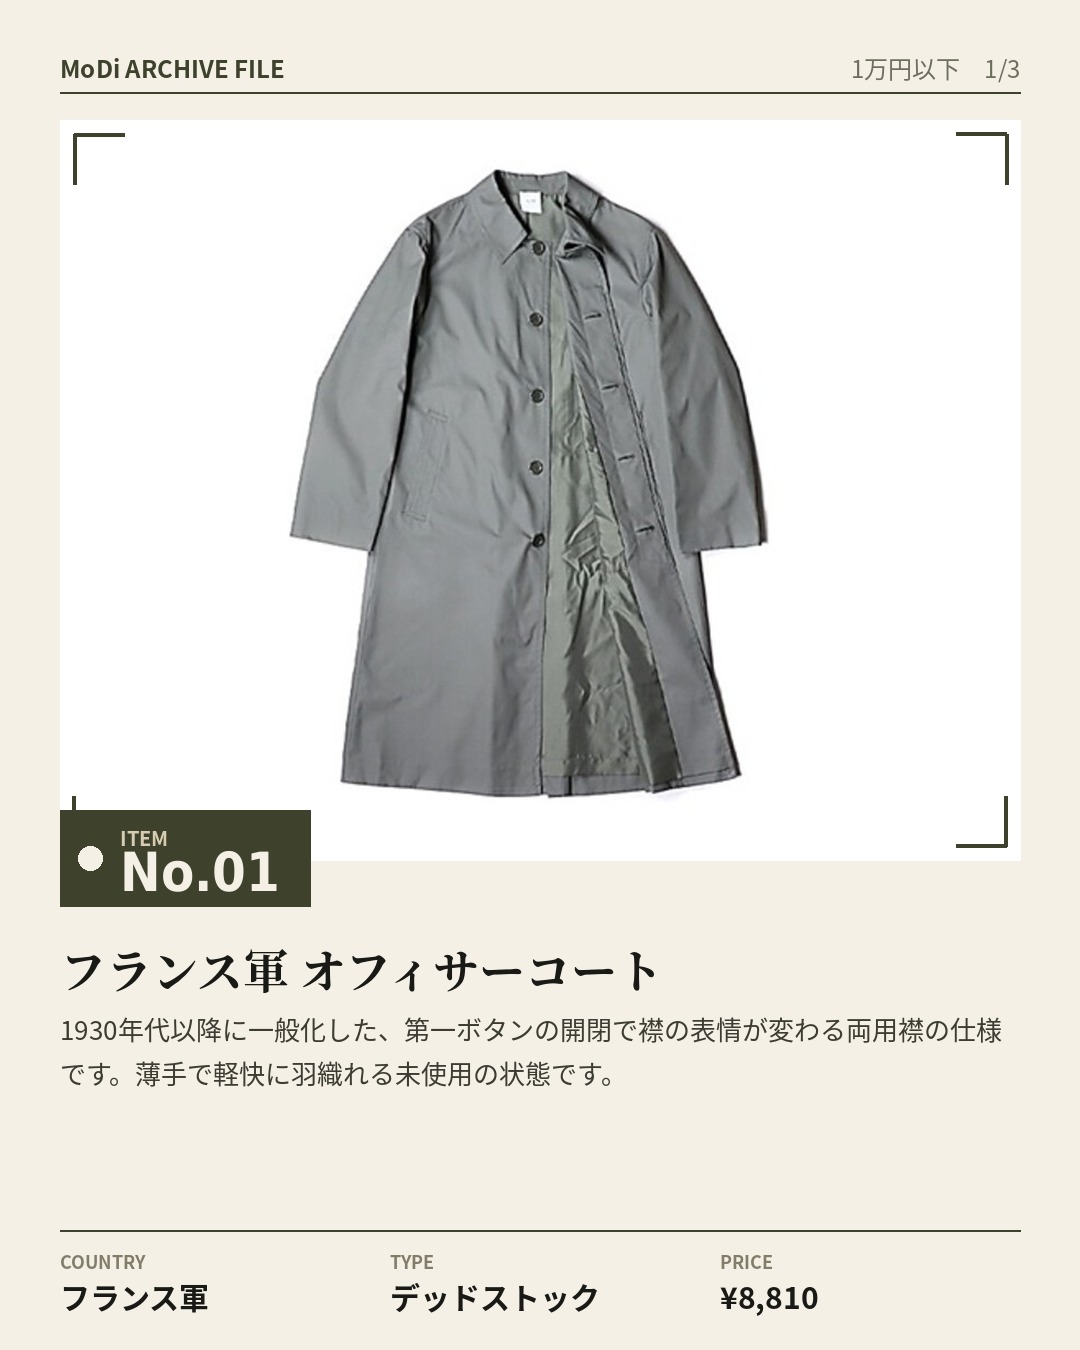 MoDi ARCHIVE FILE
1万円以下 1/3
ITEM
No.01
フランス軍 オフィサーコート
1930年代以降に一般化した、第一ボタンの開閉で襟の表情が変わる両用襟の仕様
です。薄手で軽快に羽織れる未使用の状態です。
COUNTRY
TYPE
PRICE
フランス軍
デッドストック
¥8,810